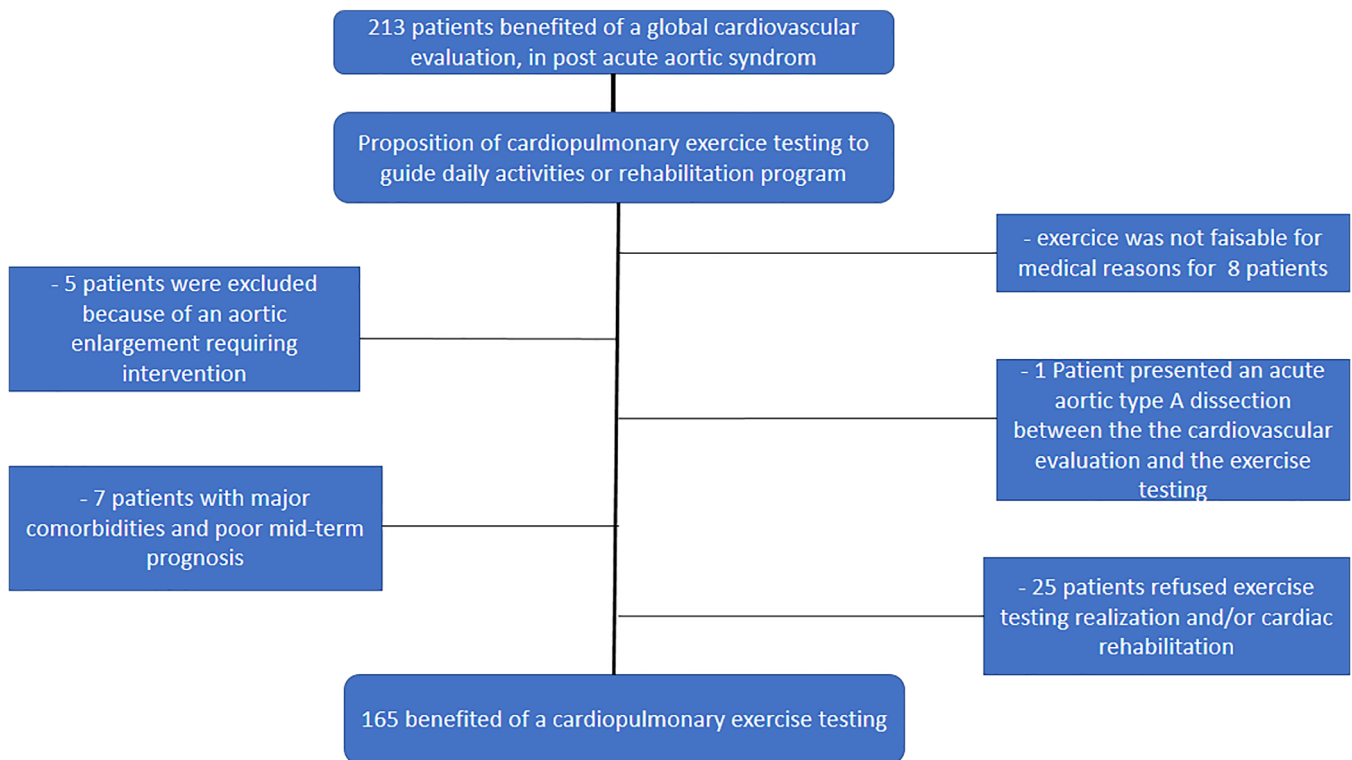 213 patients benefited of a global cardiovascular
evaluation, in post acute aortic syndrom
Proposition of cardiopulmonary exercice testing to
guide daily activities or rehabilitation program
- exercice was not faisable for
medical reasons for 8 patients
- 5 patients were excluded
because of an aortic
enlargement requiring
intervention
- 1 Patient presented an acute
aortic type A dissection
between the the cardiovascular
evaluation and the exercise
testing
- 7 patients with major
comorbidities and poor mid-term
prognosis
- 25 patients refused exercise
testing realization and/or cardiac
rehabilitation
165 benefited of a cardiopulmonary exercise testing